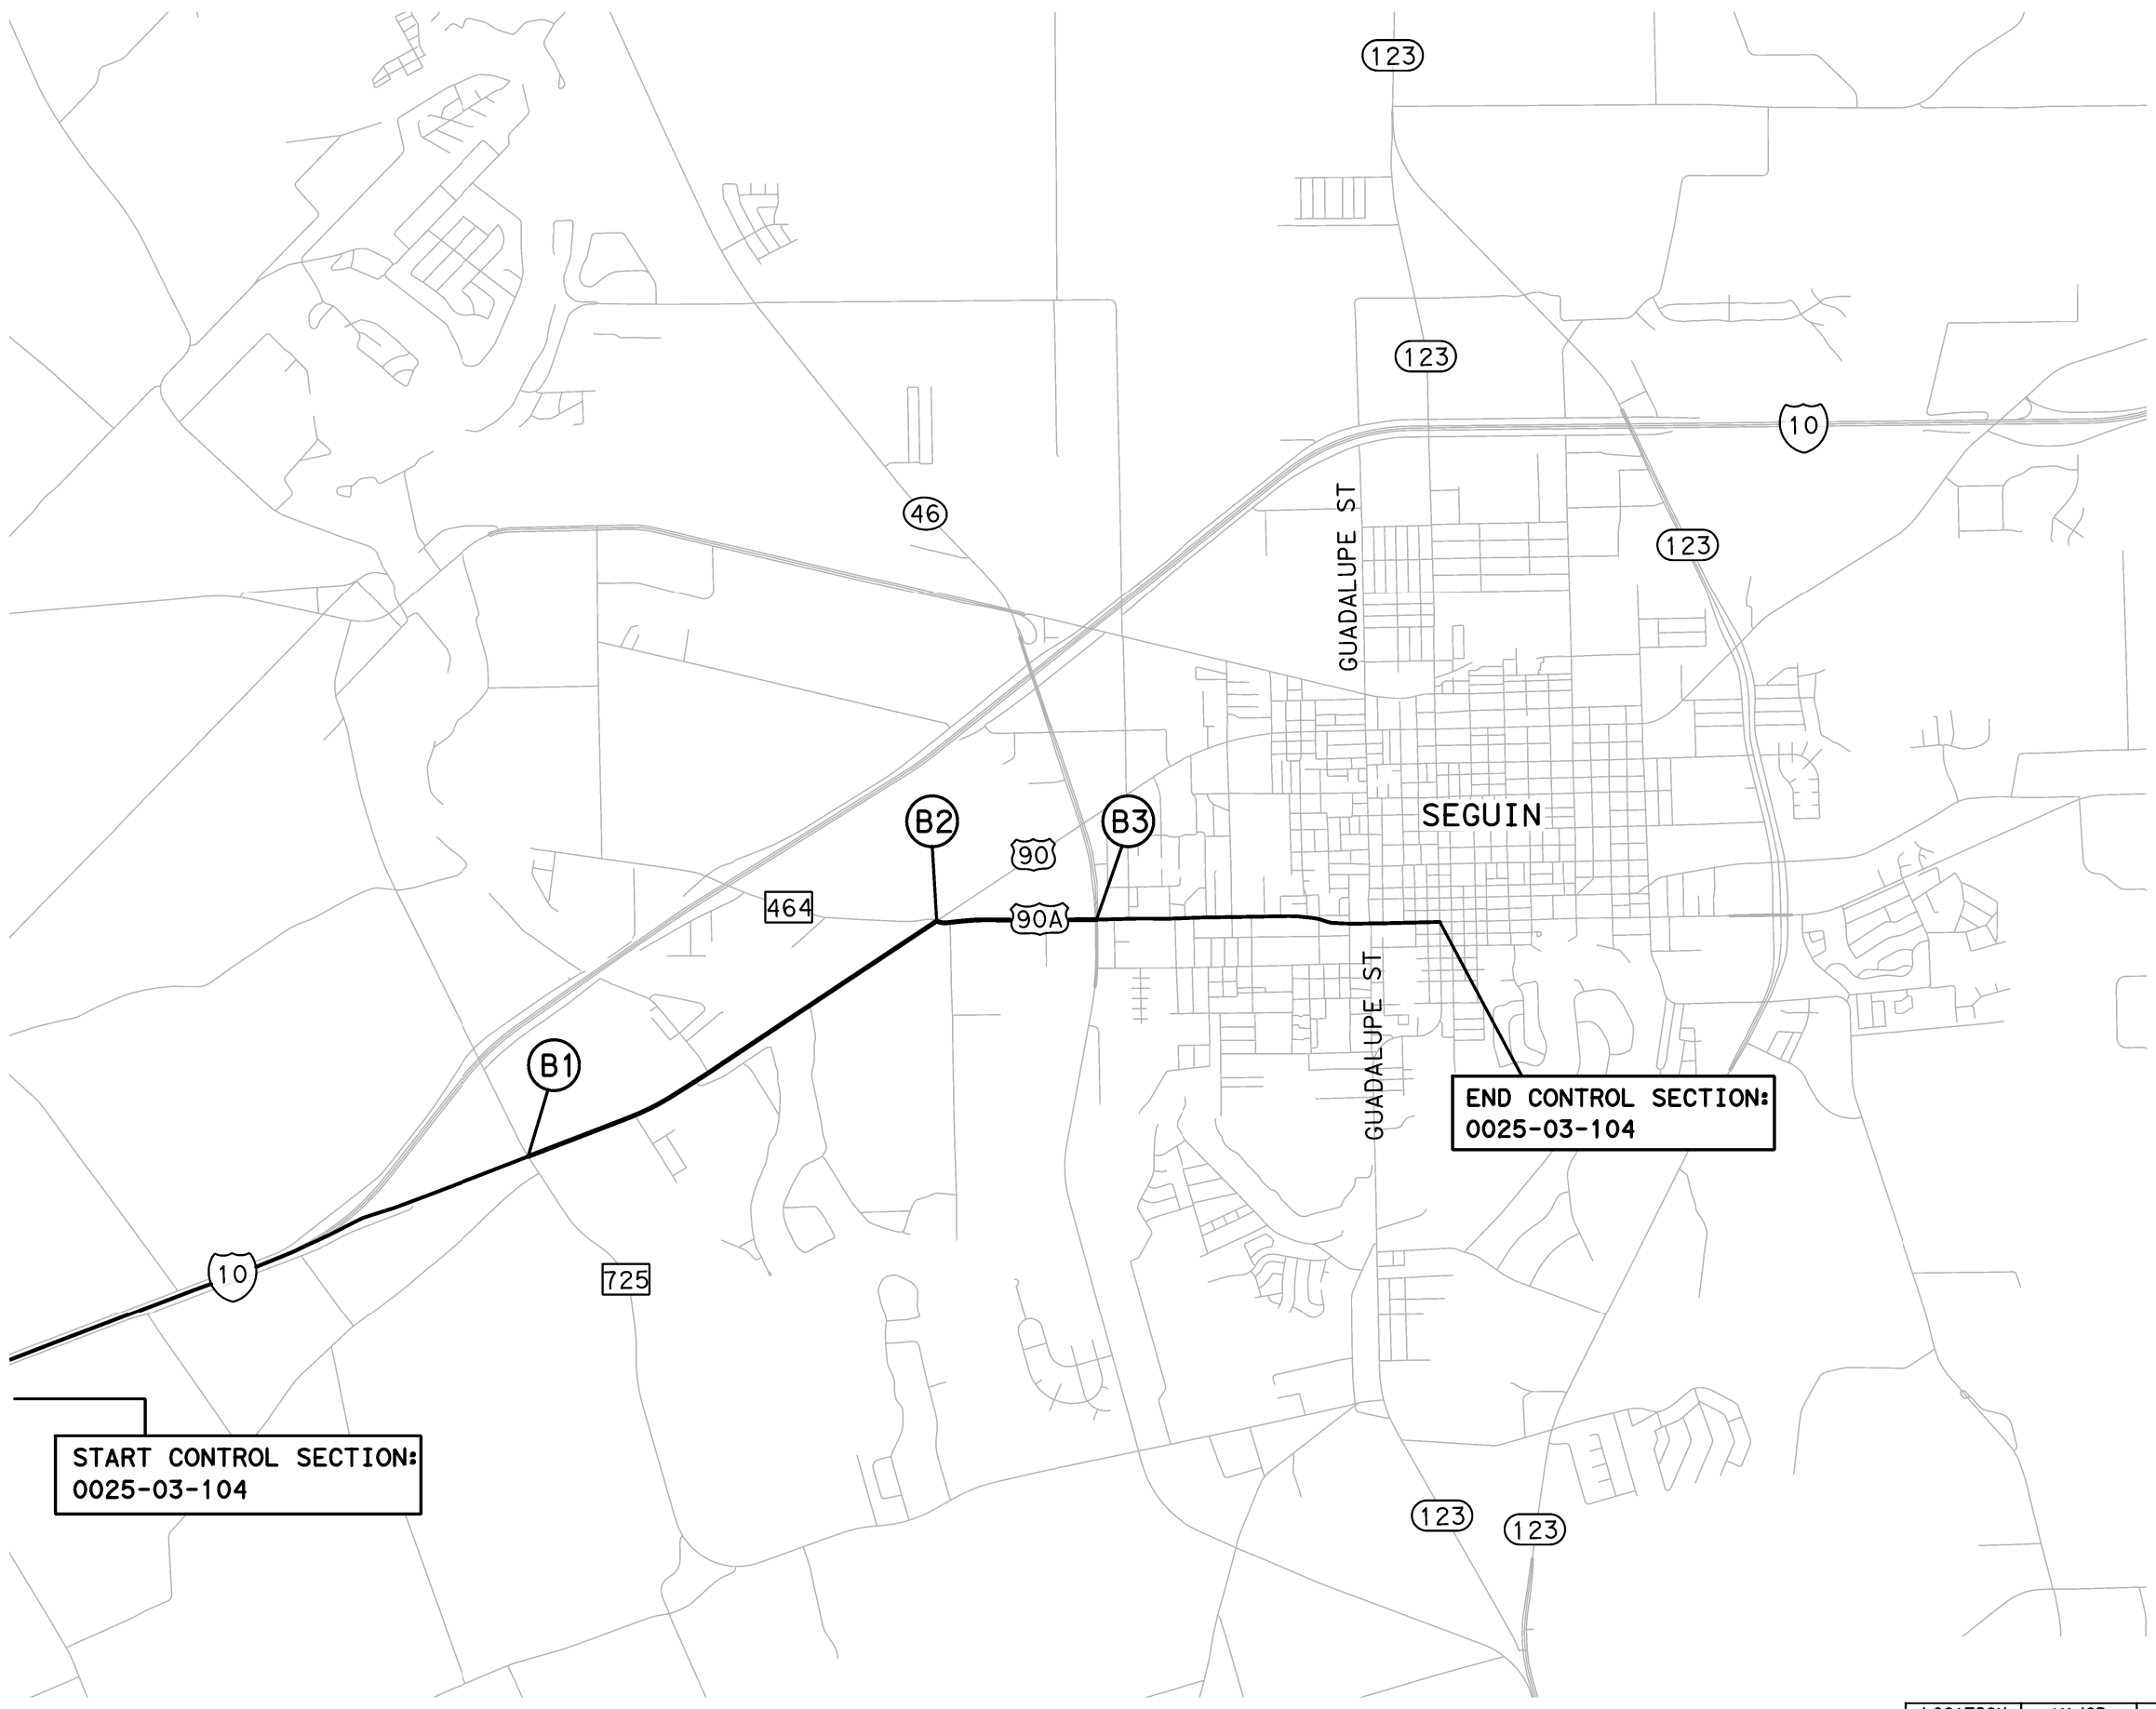 123
123
10
GUADALUPE ST
46
123
B2
B3
SEGUIN
90
464
90A
GUADALUPE ST
B1
END CONTROL SECTION:
0025-03-104
10
725
START CONTROL SECTION:
0025-03-104
123
123